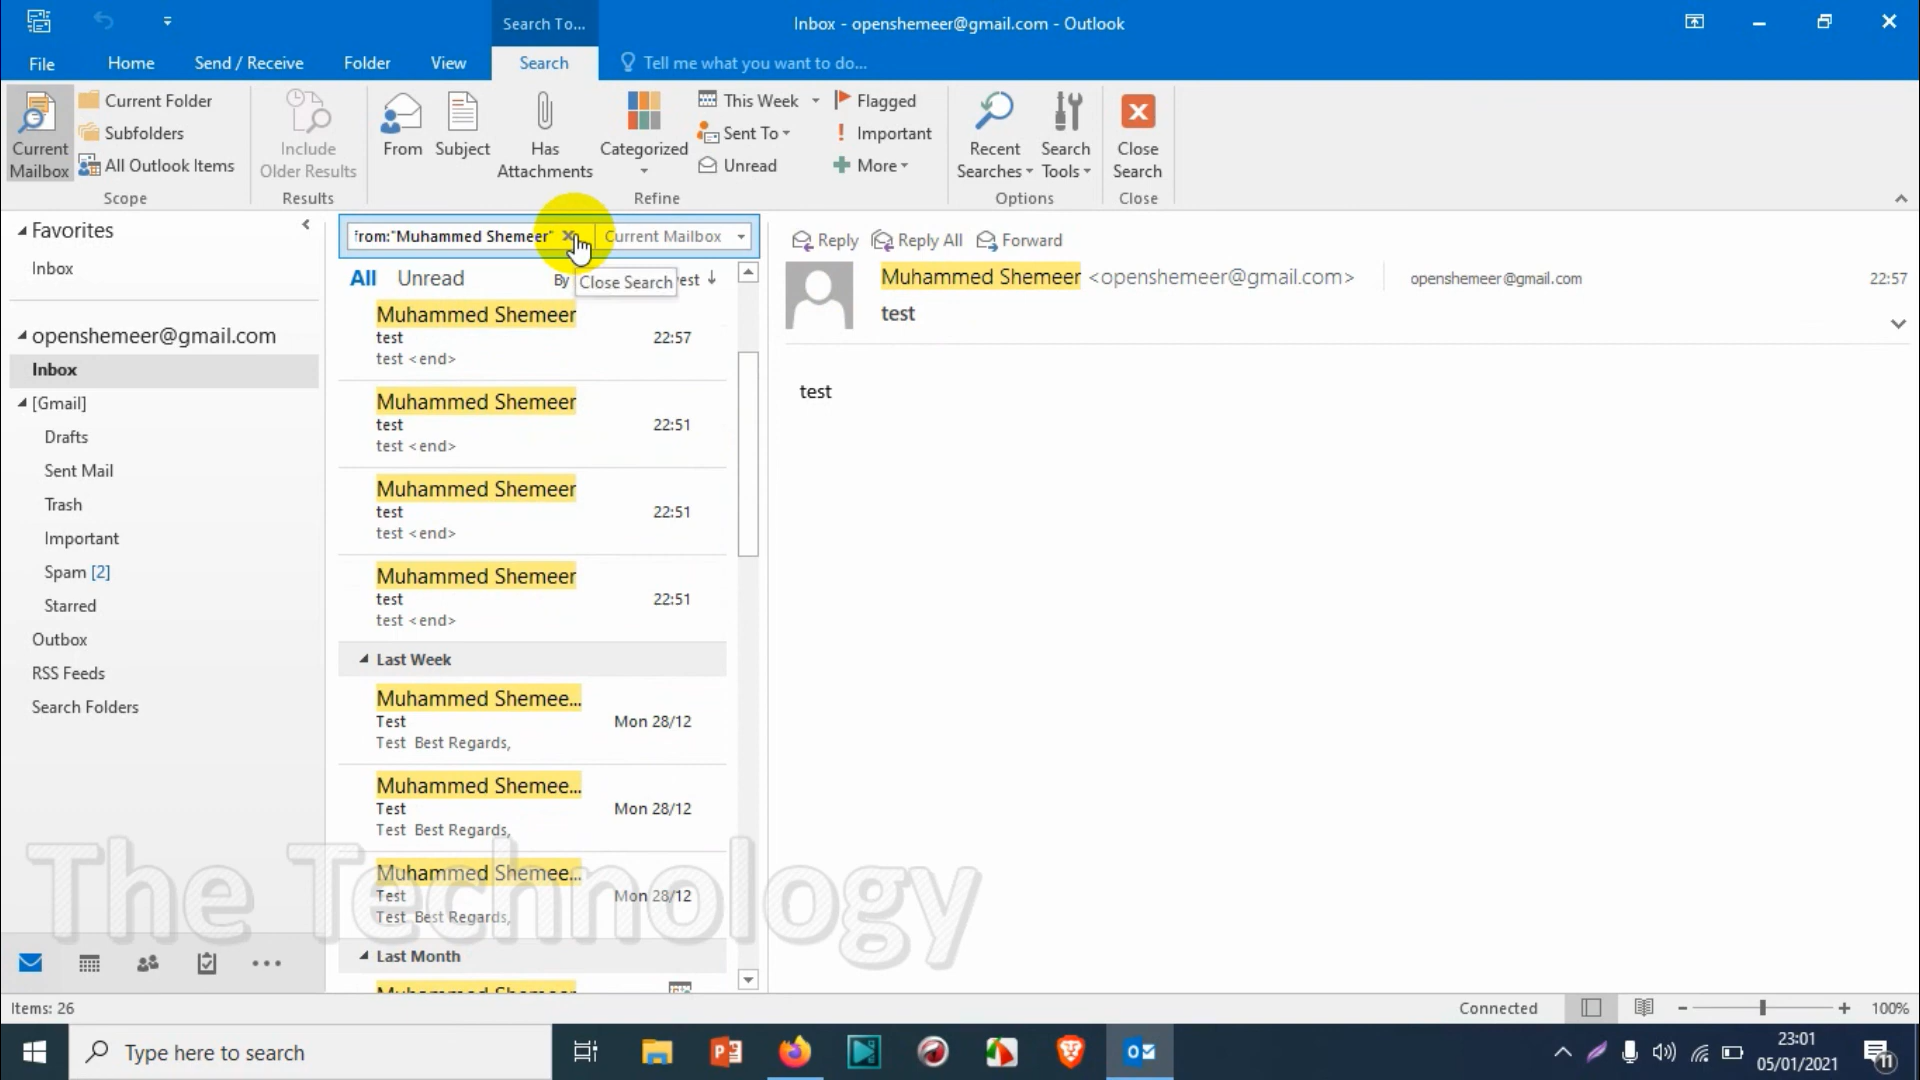 Search To...
Inbox - openshemeer@gmail.com - Outlook
File
Home
Send / Receive
Folder
View
Search
Tell me what you want to do...
Current Mailbox
Current Folder
Subfolders
All Outlook Items
Scope
Include Older Results
Results
From
Subject
Has Attachments
Categorized
This Week
Sent To
Unread
Flagged
Important
More
Refine
Recent Searches
Search Tools
Options
Close Search
Close
Favorites
Inbox
openshemeer@gmail.com
Inbox
[Gmail]
Drafts
Sent Mail
Trash
Important
Spam [2]
Starred
Outbox
RSS Feeds
Search Folders
from:"Muhammed Shemeer"
Current Mailbox
All Unread By
Close Search
Muhammed Shemeer
test 22:57
test <end>
Muhammed Shemeer
test 22:51
test <end>
Muhammed Shemeer
test 22:51
test <end>
Muhammed Shemeer
test 22:51
test <end>
Last Week
Muhammed Shemee...
Test Mon 28/12
Test Best Regards,
Muhammed Shemee...
Test Mon 28/12
Test Best Regards,
Muhammed Shemee...
Test Mon 28/12
Test Best Regards,
Last Month
Muhammed Shemeer
Reply Reply All Forward
Muhammed Shemeer <openshemeer@gmail.com>
openshemeer@gmail.com
22:57
test
test
The Technology
Items: 26
Connected
100%
Type here to search
23:01
05/01/2021
11